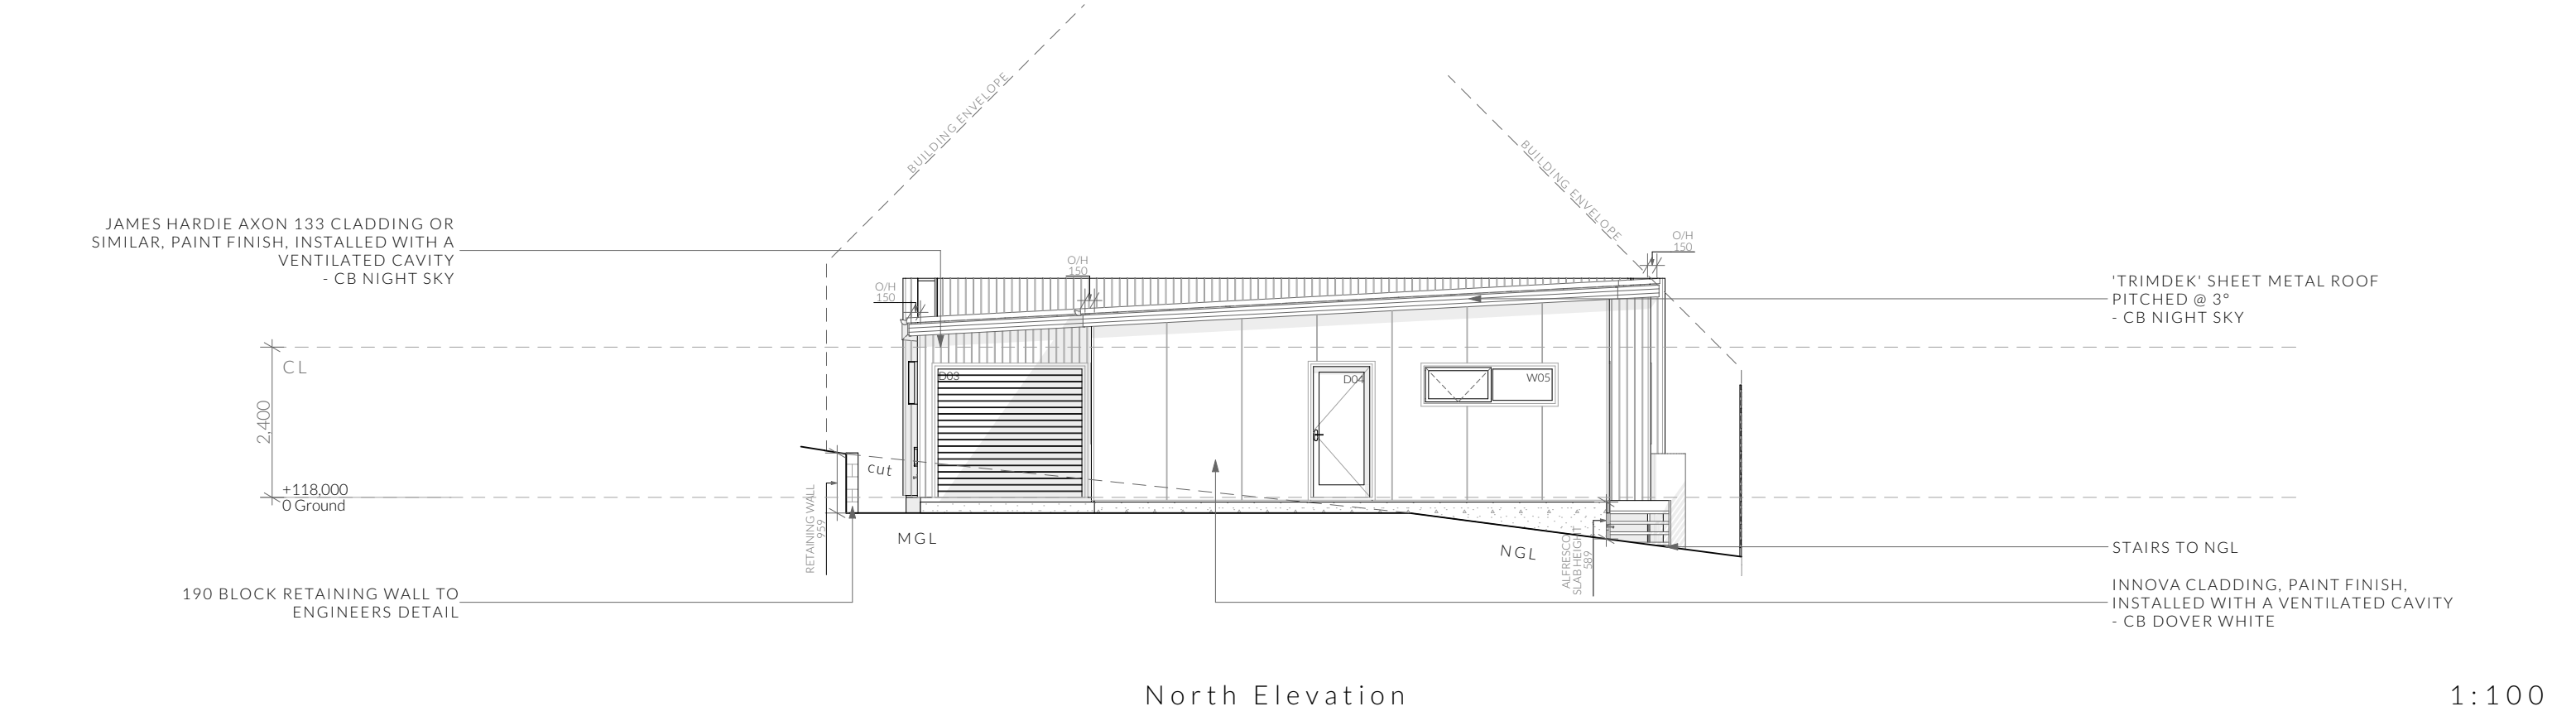 BUILDING ENVELOPE
BUILDING ENVELOPE
JAMES HARDIE AXON 133 CLADDING OR
SIMILAR, PAINT FINISH, INSTALLED WITH A
VENTILATED CAVITY
- CB NIGHT SKY
O/H
150
O/H
150
O/H
150
'TRIMDEK' SHEET METAL ROOF
PITCHED @ 3°
- CB NIGHT SKY
CL
2,400
D03
D04
W05
cut
+118,000
0 Ground
RETAINING WALL
959
MGL
NGL
ALFRESCO
SLAB HEIGHT
589
STAIRS TO NGL
190 BLOCK RETAINING WALL TO
ENGINEERS DETAIL
INNOVA CLADDING, PAINT FINISH,
INSTALLED WITH A VENTILATED CAVITY
- CB DOVER WHITE
North Elevation
1:100